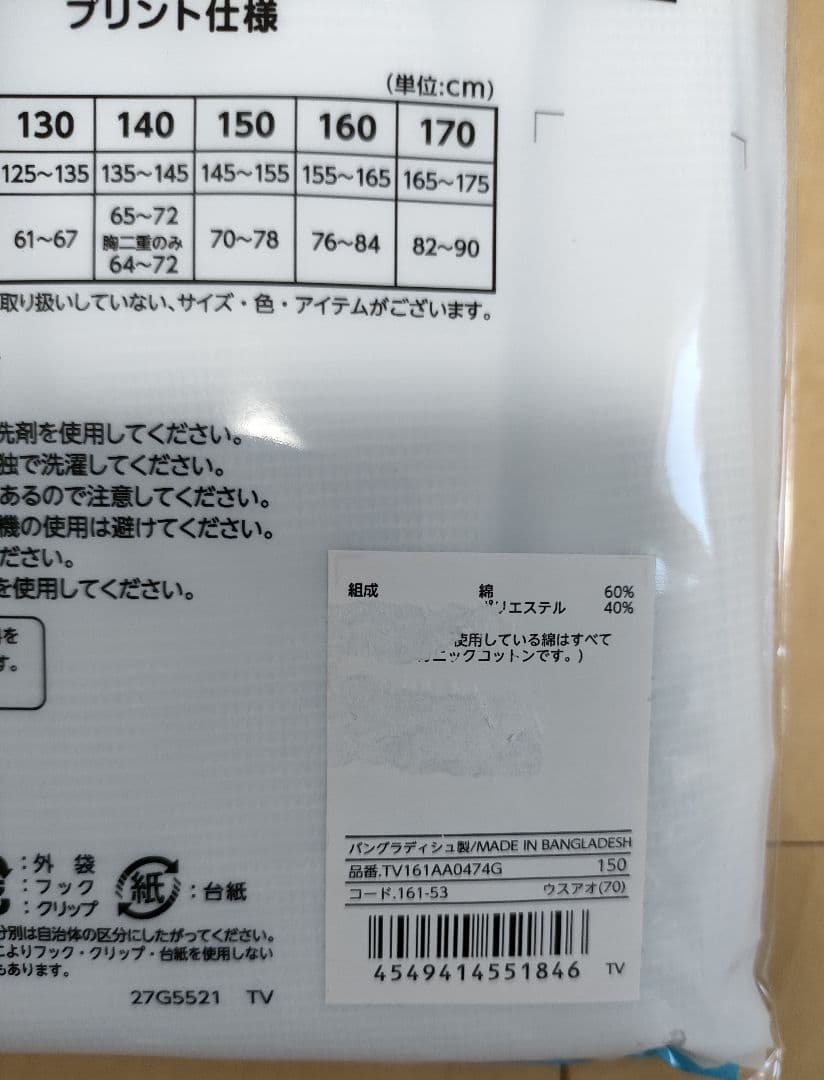 プリント仕様
(単位:cm)
130 140 150 160 170
125〜135 135〜145 145〜155 155〜165 165〜175
61〜67 65〜72 胸二重のみ 64〜72 70〜78 76〜84 82〜90
取り扱いしていない、サイズ・色・アイテムがございます。
洗剤を使用してください。
独で洗濯してください。
あるので注意してください。
機の使用は避けてください。
ださい。
を使用してください。
を
す。
組成 綿 60%
ポリエステル 40%
使用している綿はすべて
ニックコットンです。)
バングラディシュ製/MADE IN BANGLADESH
品番.TV161AA0474G 150
コード.161-53 ウスアオ(70)
4549414551846 TV
:外 袋
:フック
:クリップ
紙 :台紙
分別は自治体の区分にしたがってください。
によりフック・クリップ・台紙を使用しない
もあります。
27G5521 TV